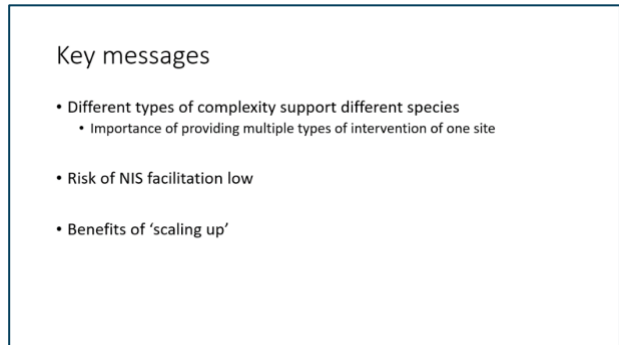 Key messages
• Different types of complexity support different species
• Importance of providing multiple types of intervention of one site
• Risk of NIS facilitation low
• Benefits of ‘scaling up’